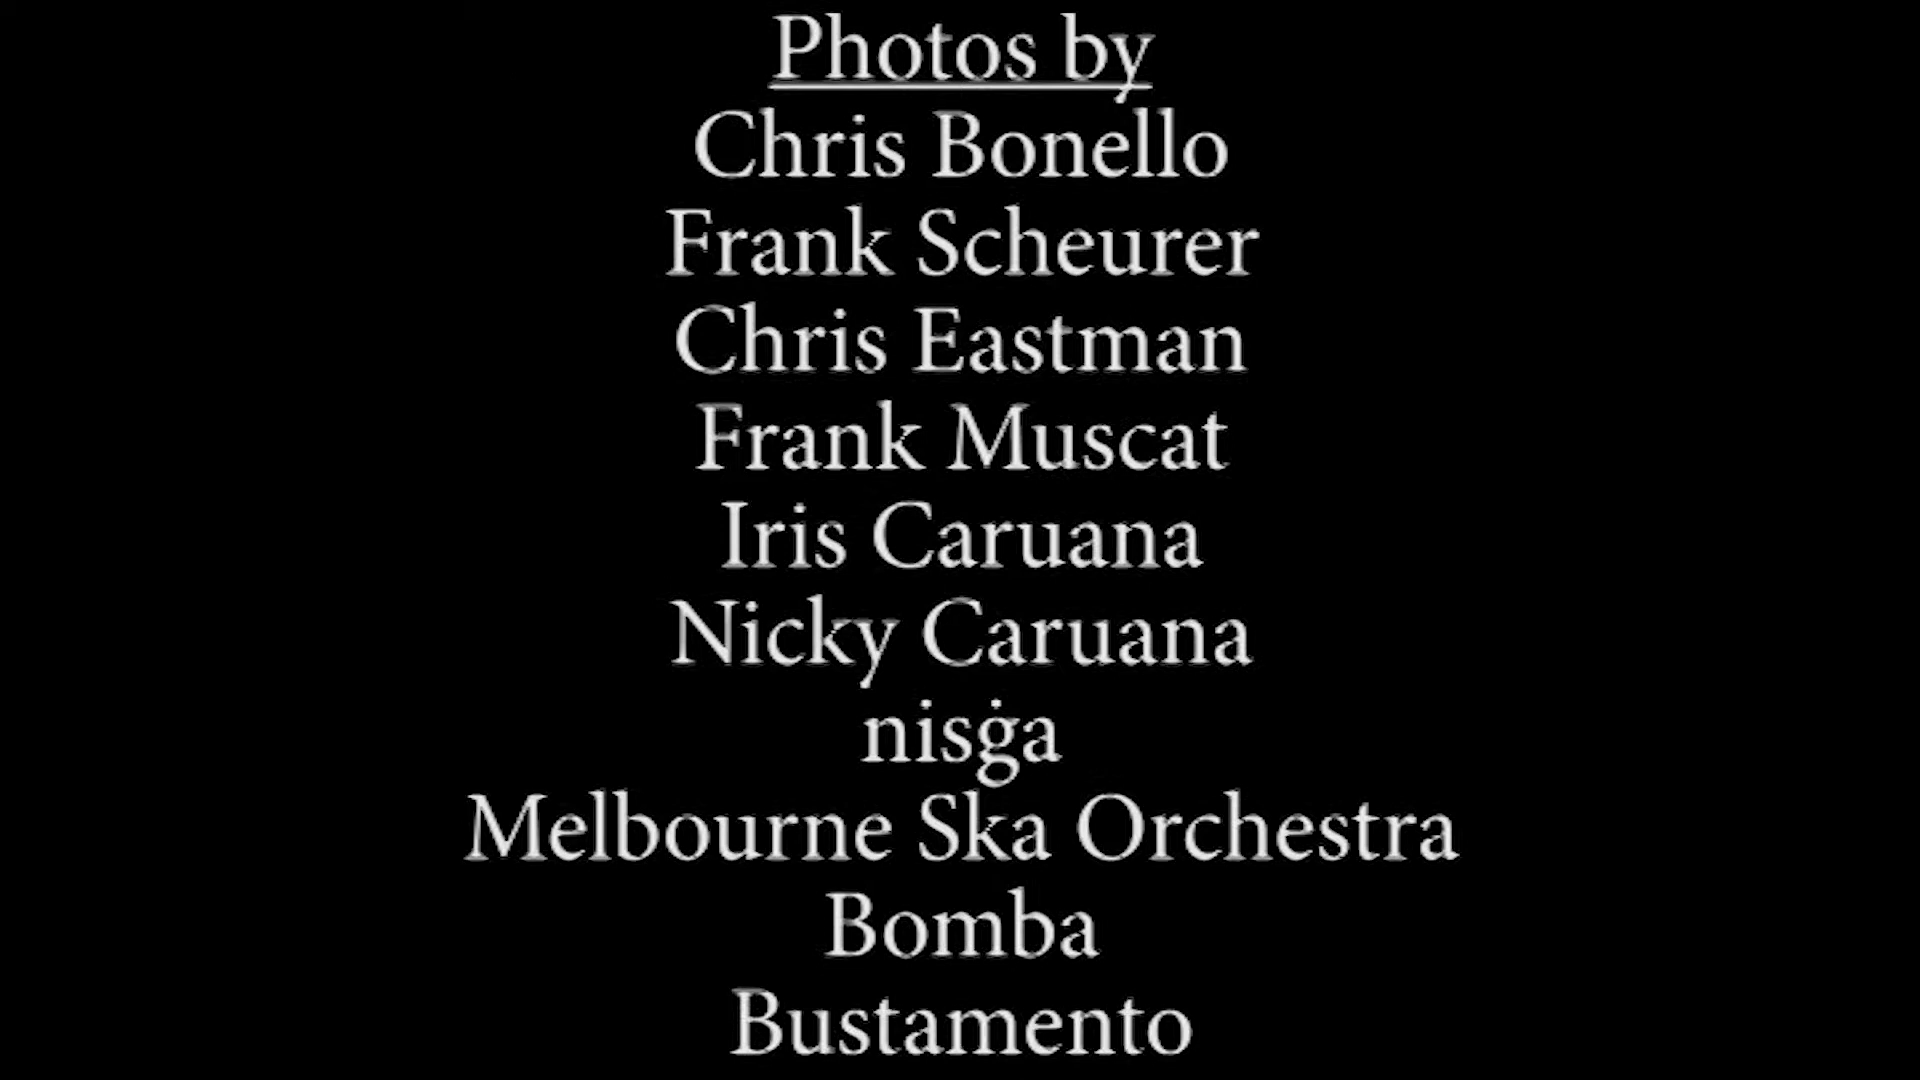 Photos by
Chris Bonello
Frank Scheurer
Chris Eastman
Frank Muscat
Iris Caruana
Nicky Caruana
nisġa
Melbourne Ska Orchestra
Bomba
Bustamento